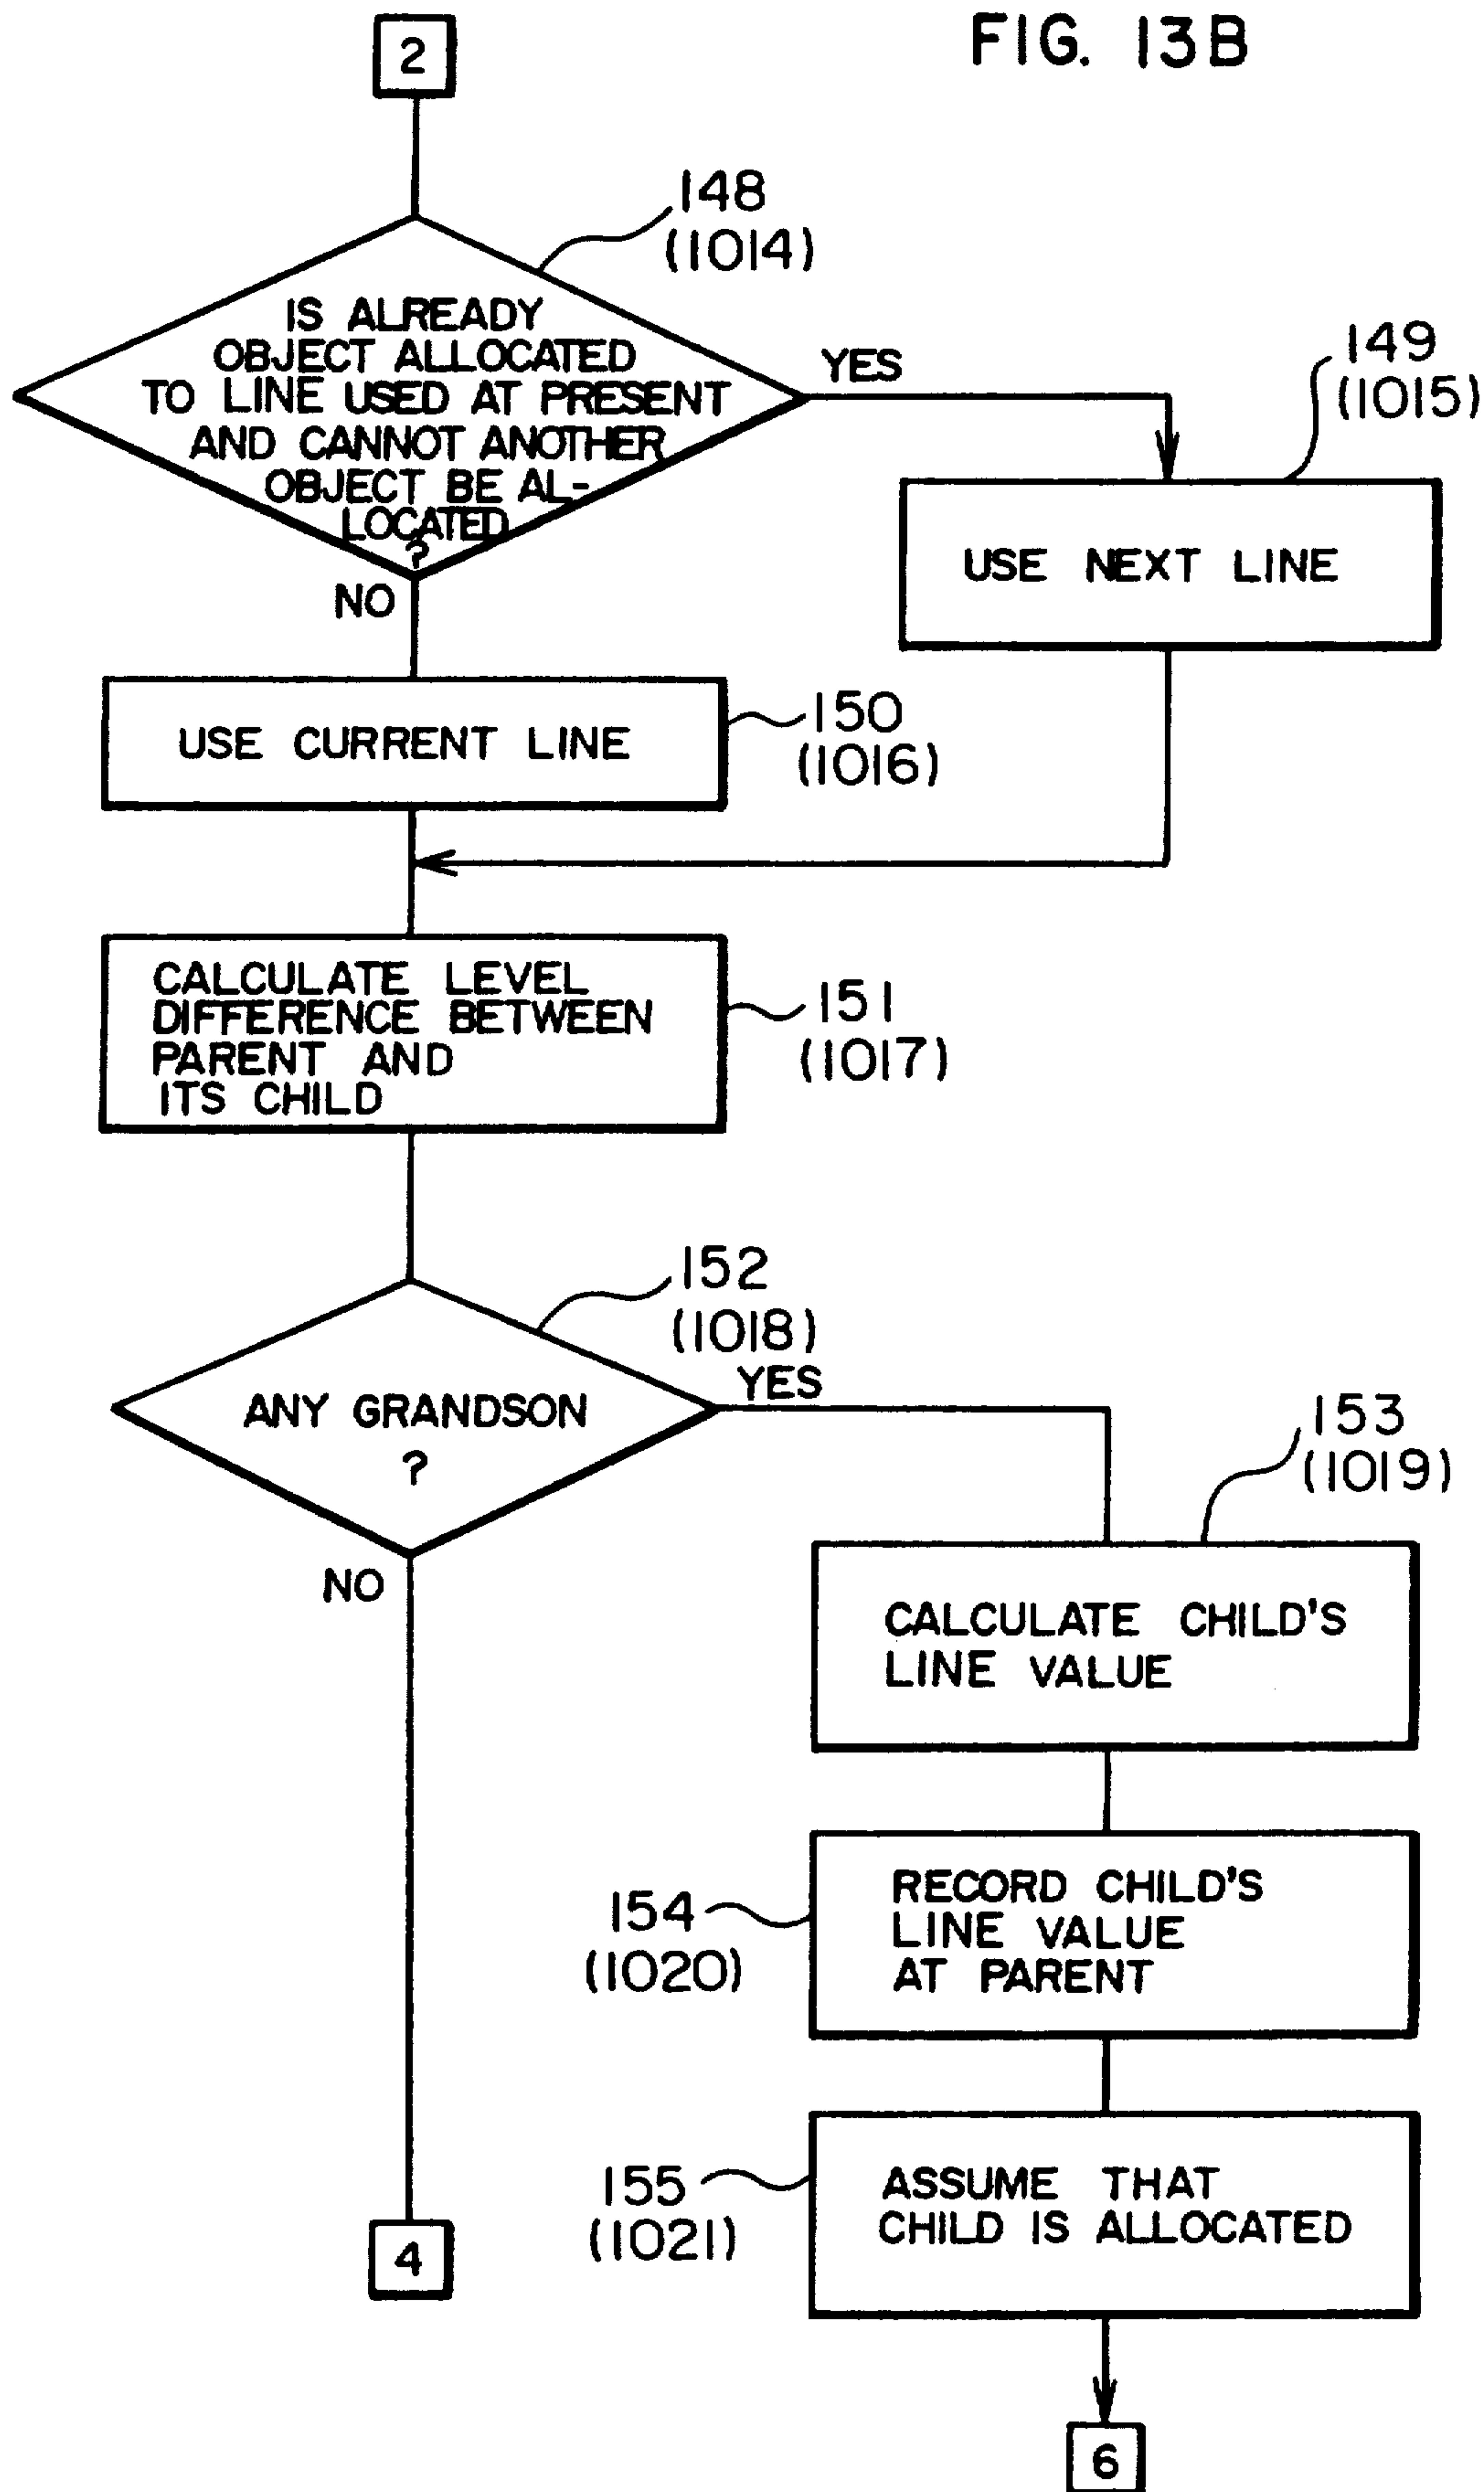 FIG. 13B
2
148
(1014)
IS ALREADY
OBJECT ALLOCATED
TO LINE USED AT PRESENT
AND CANNOT ANOTHER
OBJECT BE AL-
LOCATED
?
YES
149
(1015)
USE NEXT LINE
NO
USE CURRENT LINE
150
(1016)
CALCULATE LEVEL
DIFFERENCE BETWEEN
PARENT AND
ITS CHILD
151
(1017)
152
(1018)
ANY GRANDSON
?
YES
153
(1019)
NO
CALCULATE CHILD'S
LINE VALUE
154
(1020)
RECORD CHILD'S
LINE VALUE
AT PARENT
155
(1021)
ASSUME THAT
CHILD IS ALLOCATED
4
6